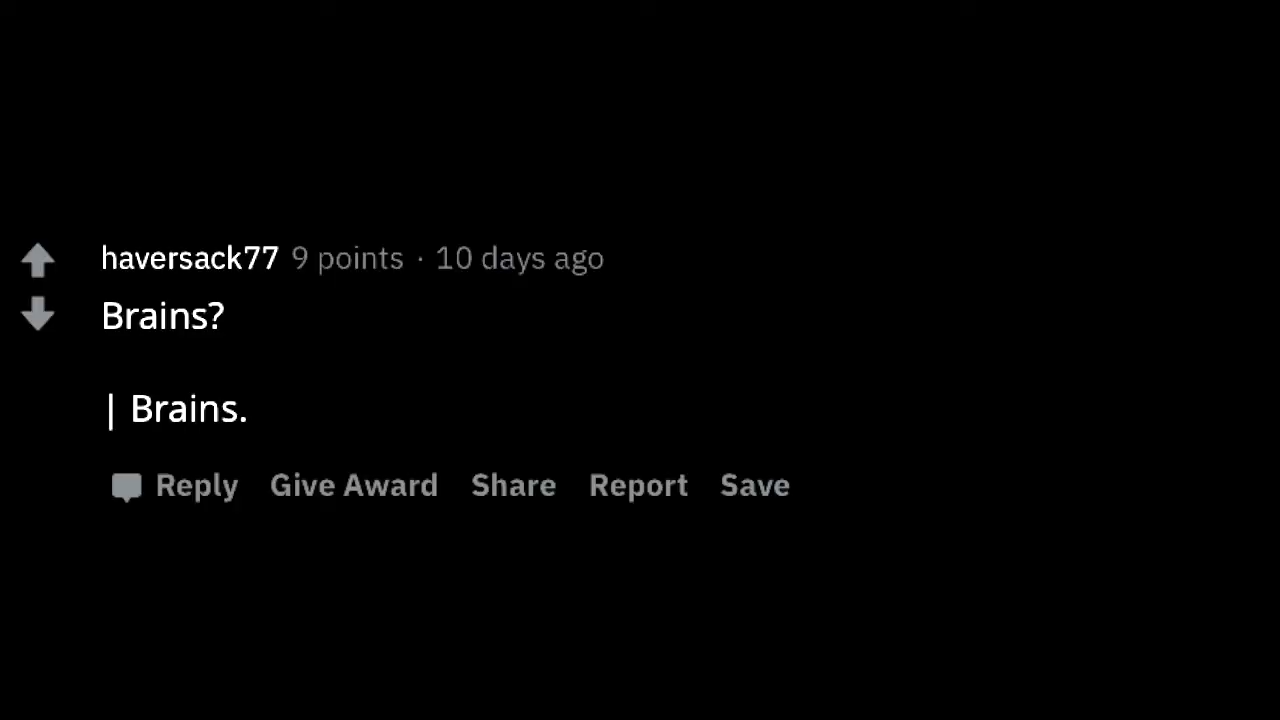 haversack77 9 points · 10 days ago
Brains?
| Brains.
Reply Give Award Share Report Save